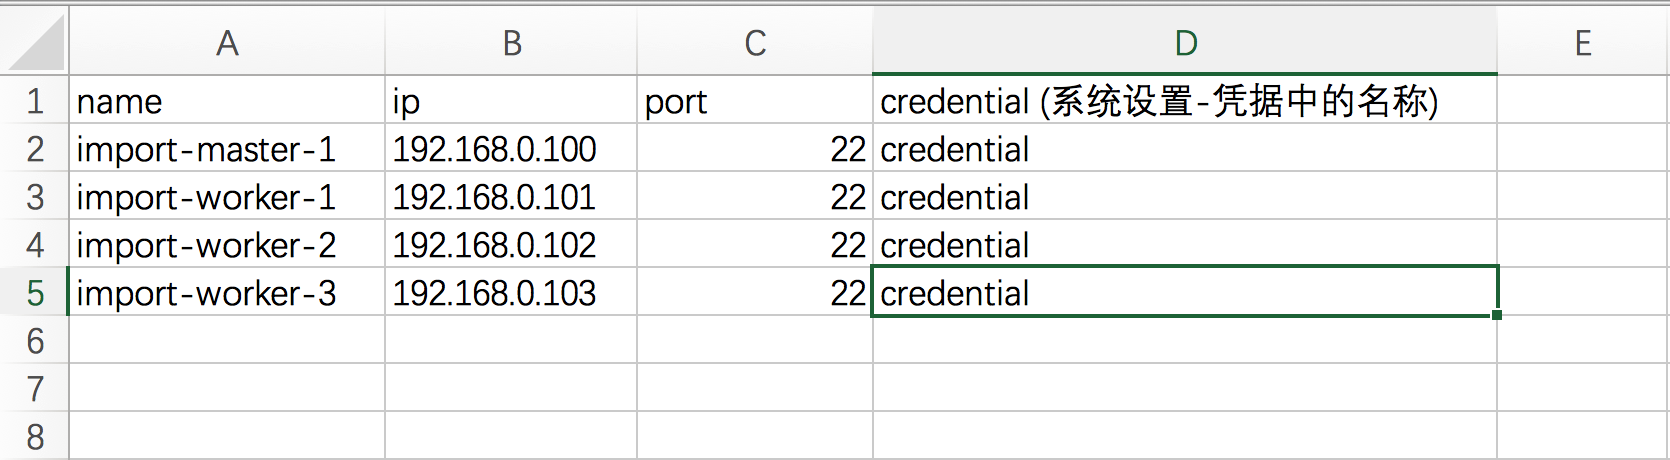 A B C D E
1 name ip port credential (系统设置-凭据中的名称)
2 import-master-1 192.168.0.100 22 credential
3 import-worker-1 192.168.0.101 22 credential
4 import-worker-2 192.168.0.102 22 credential
5 import-worker-3 192.168.0.103 22 credential
6
7
8